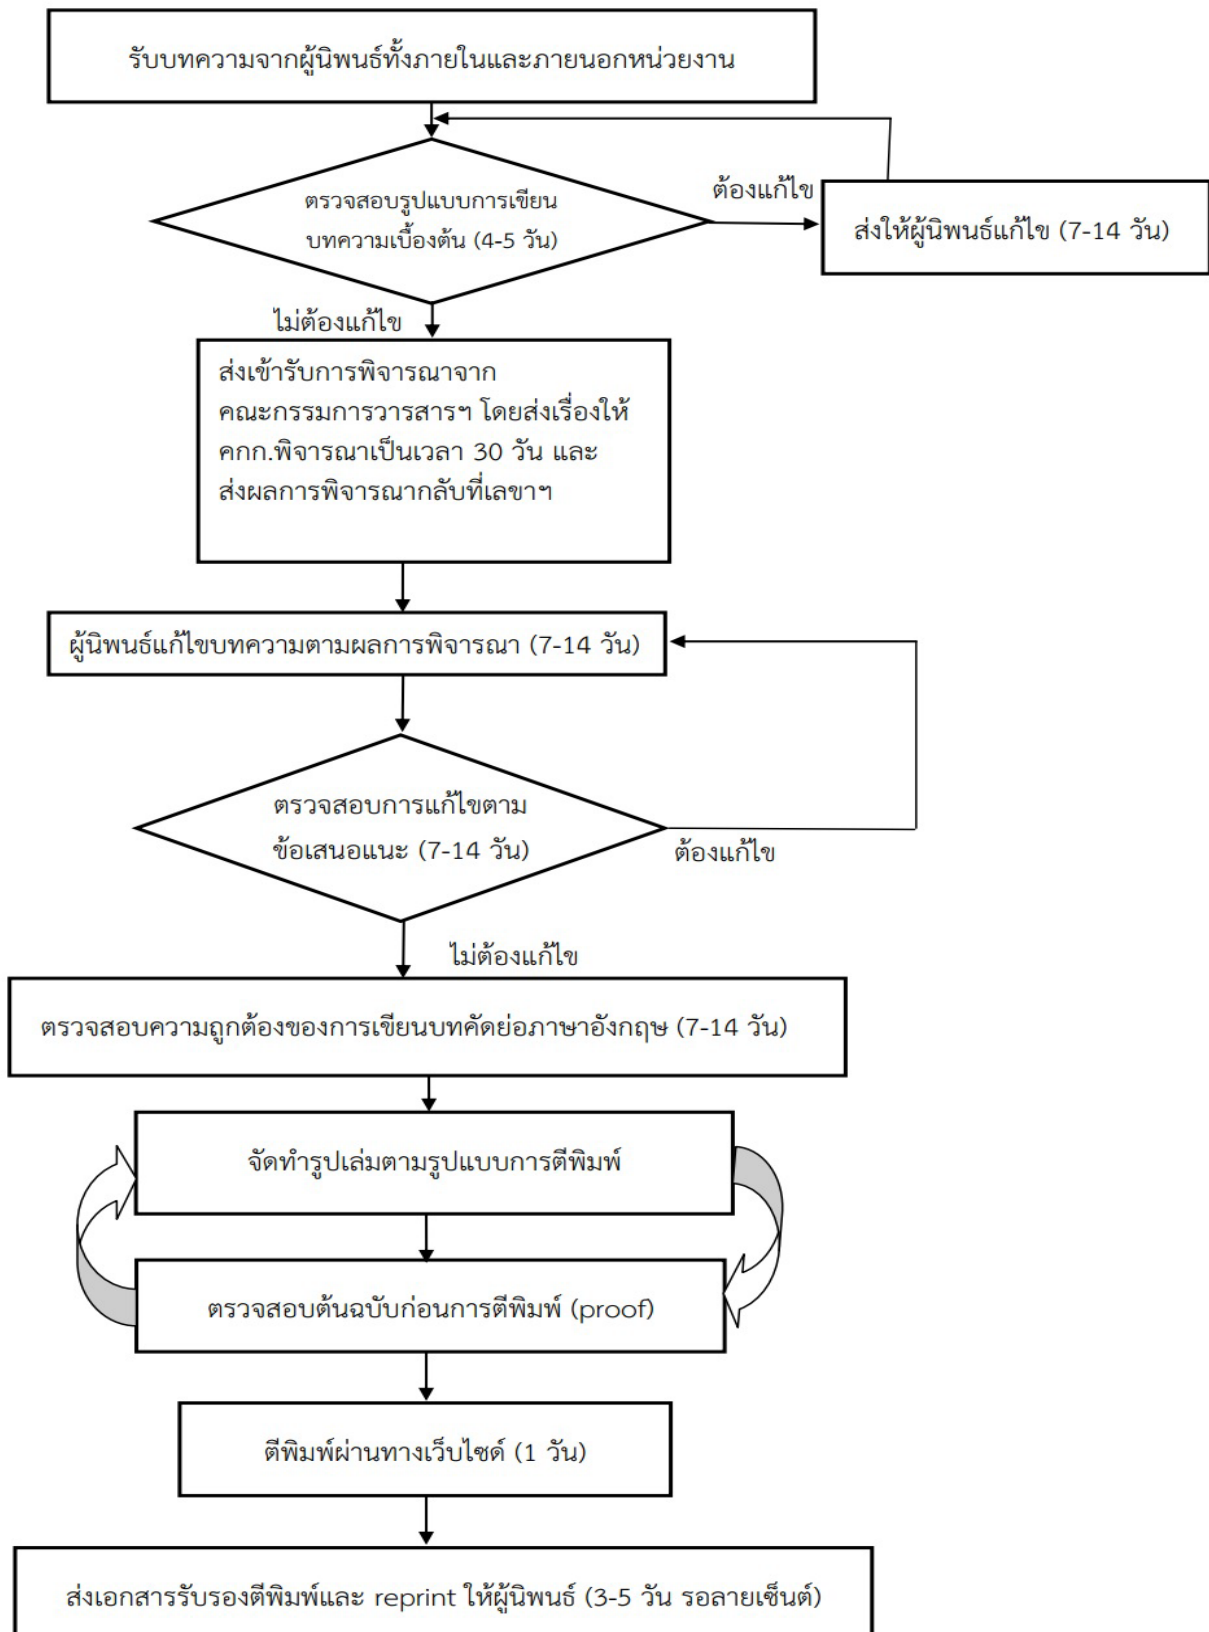 รับบทความจากผู้นิพนธ์ทั้งภายในและภายนอกหน่วยงาน
ตรวจสอบรูปแบบการเขียน
บทความเบื้องต้น (4-5 วัน)
ต้องแก้ไข
ส่งให้ผู้นิพนธ์แก้ไข (7-14 วัน)
ไม่ต้องแก้ไข
ส่งเข้ารับการพิจารณาจาก
คณะกรรมการวารสารฯ โดยส่งเรื่องให้
คกก.พิจารณาเป็นเวลา 30 วัน และ
ส่งผลการพิจารณากลับที่เลขาฯ
ผู้นิพนธ์แก้ไขบทความตามผลการพิจารณา (7-14 วัน)
ตรวจสอบการแก้ไขตาม
ข้อเสนอแนะ (7-14 วัน)
ต้องแก้ไข
ไม่ต้องแก้ไข
ตรวจสอบความถูกต้องของการเขียนบทคัดย่อภาษาอังกฤษ (7-14 วัน)
จัดทำรูปเล่มตามรูปแบบการตีพิมพ์
ตรวจสอบต้นฉบับก่อนการตีพิมพ์ (proof)
ตีพิมพ์ผ่านทางเว็บไซด์ (1 วัน)
ส่งเอกสารรับรองตีพิมพ์และ reprint ให้ผู้นิพนธ์ (3-5 วัน รอลายเซ็นต์)